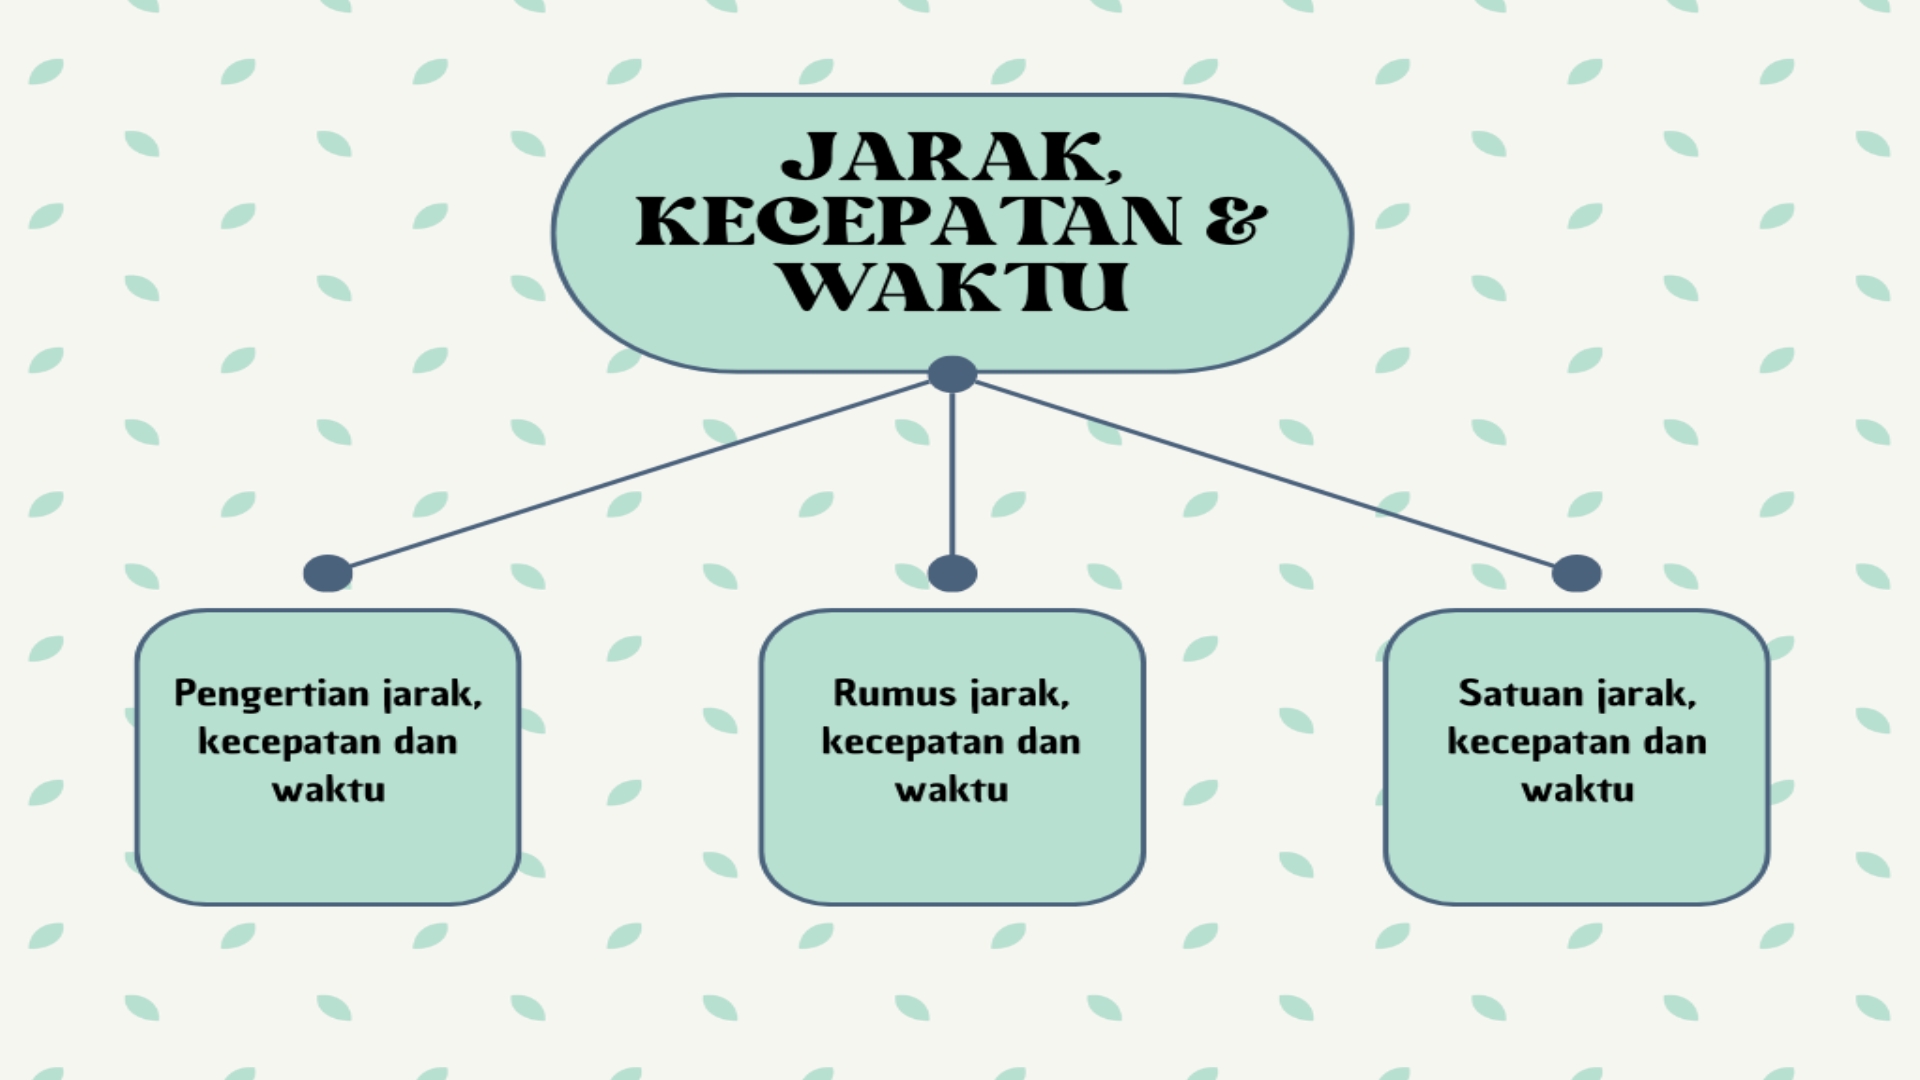 JARAK,
KECEPATAN &
WAKTU
Pengertian jarak,
kecepatan dan
waktu
Rumus jarak,
kecepatan dan
waktu
Satuan jarak,
kecepatan dan
waktu